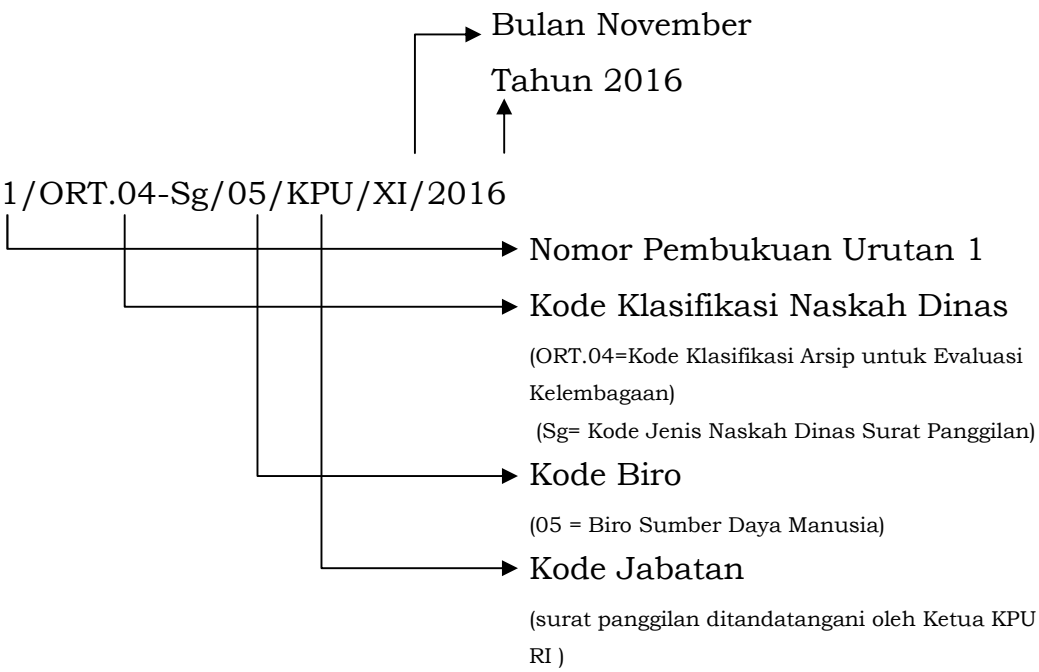 Bulan November
Tahun 2016
1/ORT.04-Sg/05/KPU/XI/2016
Nomor Pembukuan Urutan 1
Kode Klasifikasi Naskah Dinas
(ORT.04=Kode Klasifikasi Arsip untuk Evaluasi
Kelembagaan)
(Sg= Kode Jenis Naskah Dinas Surat Panggilan)
Kode Biro
(05 = Biro Sumber Daya Manusia)
Kode Jabatan
(surat panggilan ditandatangani oleh Ketua KPU
RI )